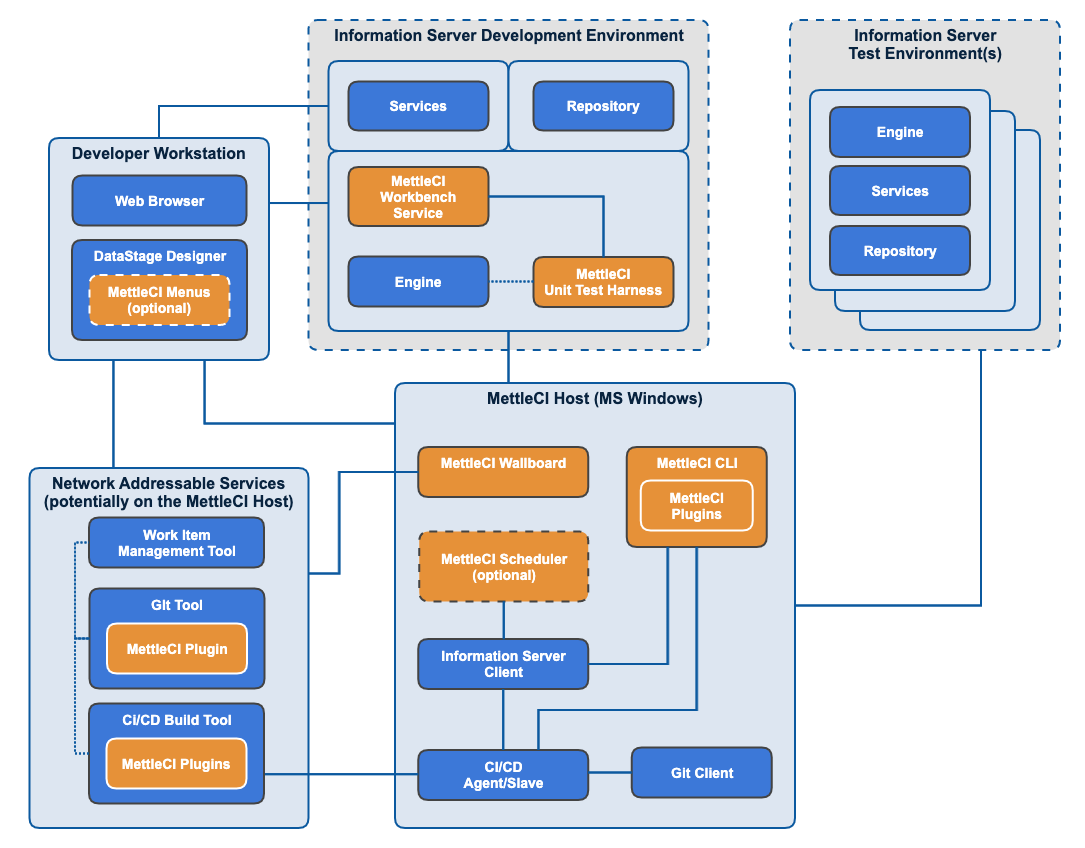 Information Server Development Environment
Services
Repository
MettleCI
Workbench
Service
Engine
MettleCI
Unit Test Harness
Information Server
Test Environment(s)
Engine
Services
Repository
Developer Workstation
Web Browser
DataStage Designer
MettleCI Menus
(optional)
MettleCI Host (MS Windows)
MettleCI Wallboard
MettleCI CLI
MettleCI
Plugins
MettleCI Scheduler
(optional)
Information Server
Client
CI/CD
Agent/Slave
Git Client
Network Addressable Services
(potentially on the MettleCI Host)
Work Item
Management Tool
Git Tool
MettleCI Plugin
CI/CD Build Tool
MettleCI Plugins